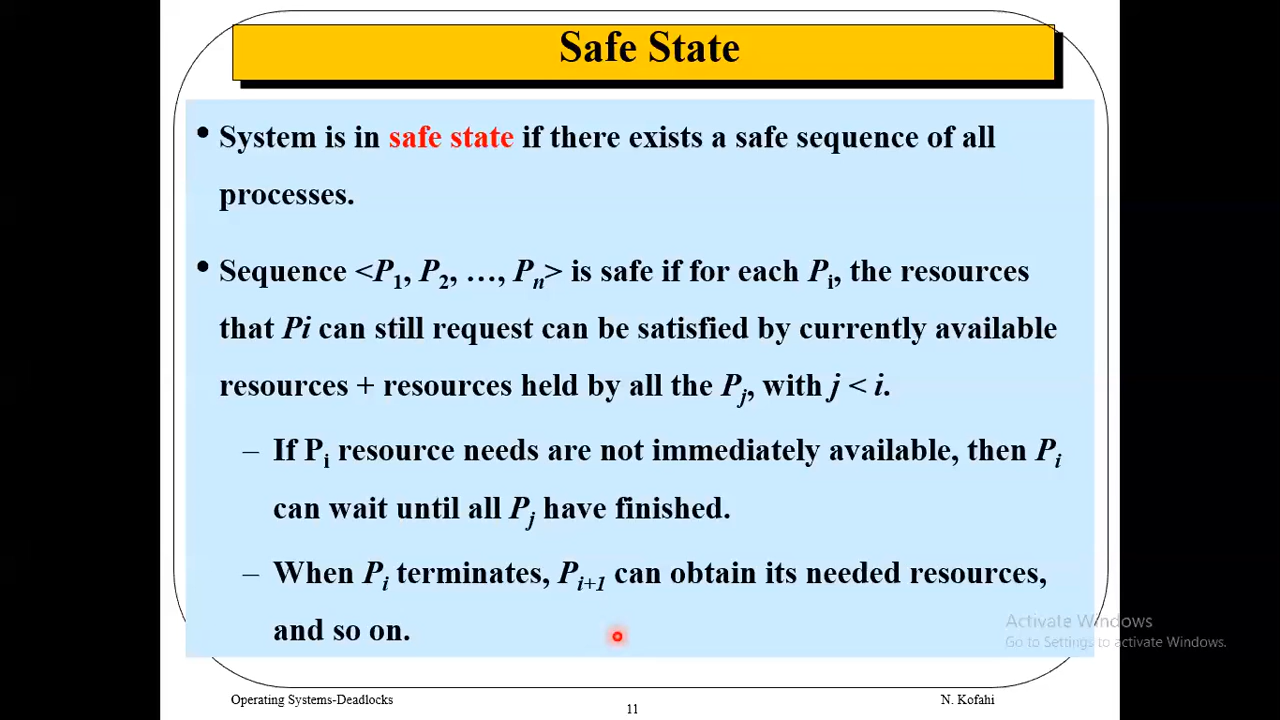 Safe State
• System is in safe state if there exists a safe sequence of all
processes.
• Sequence <P1, P2, …, Pn> is safe if for each Pi, the resources
that Pi can still request can be satisfied by currently available
resources + resources held by all the Pj, with j < i.
– If Pi resource needs are not immediately available, then Pi
can wait until all Pj have finished.
– When Pi terminates, Pi+1 can obtain its needed resources,
and so on.
Activate Windows
Go to Settings to activate Windows.
Operating Systems-Deadlocks
N. Kofahi
11